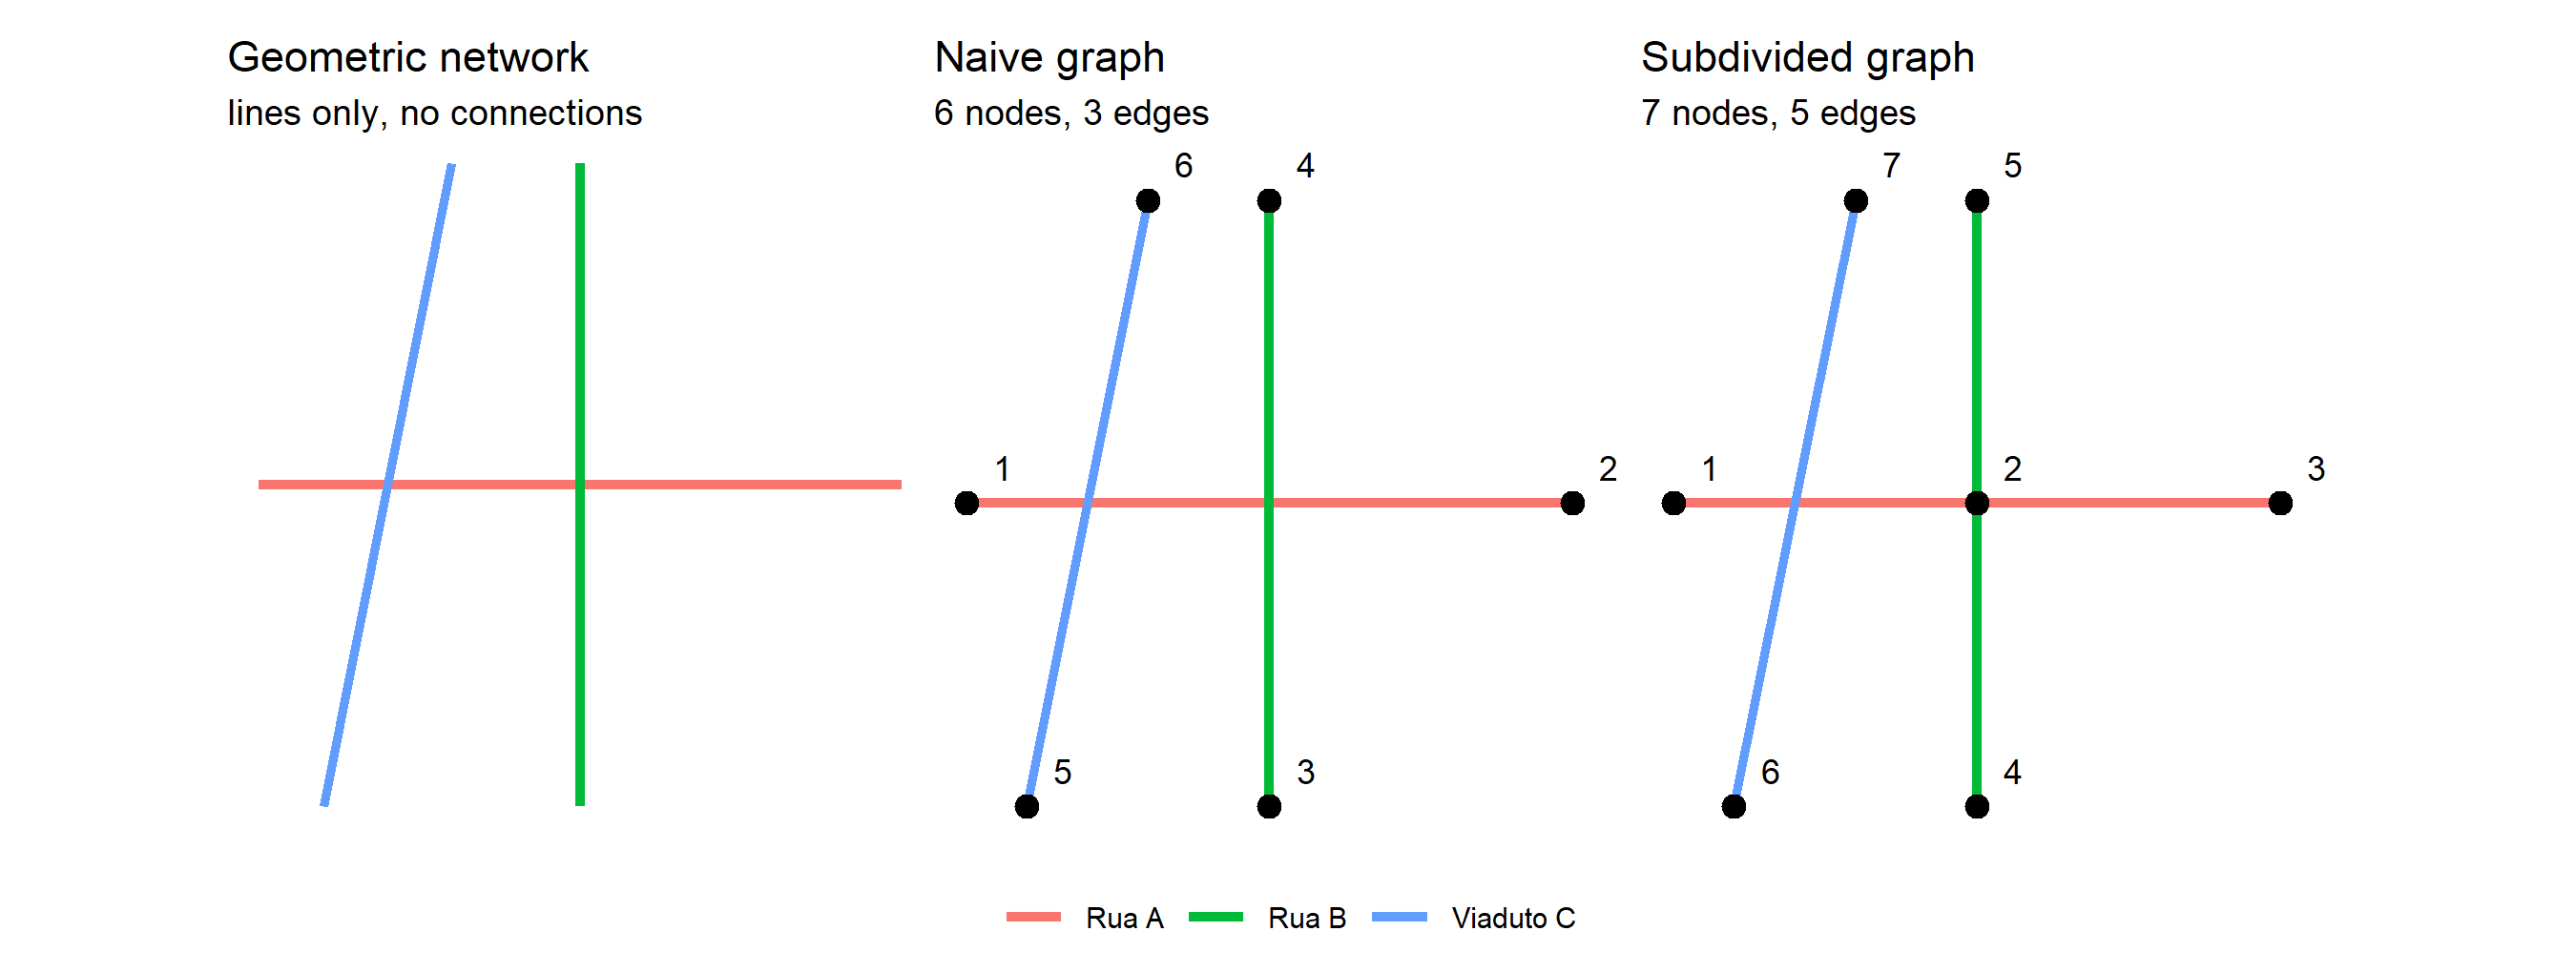 Geometric network
lines only, no connections
Naive graph
6 nodes, 3 edges
6
4
1
2
5
3
Subdivided graph
7 nodes, 5 edges
7
5
1
2
3
6
4
Rua A
Rua B
Viaduto C